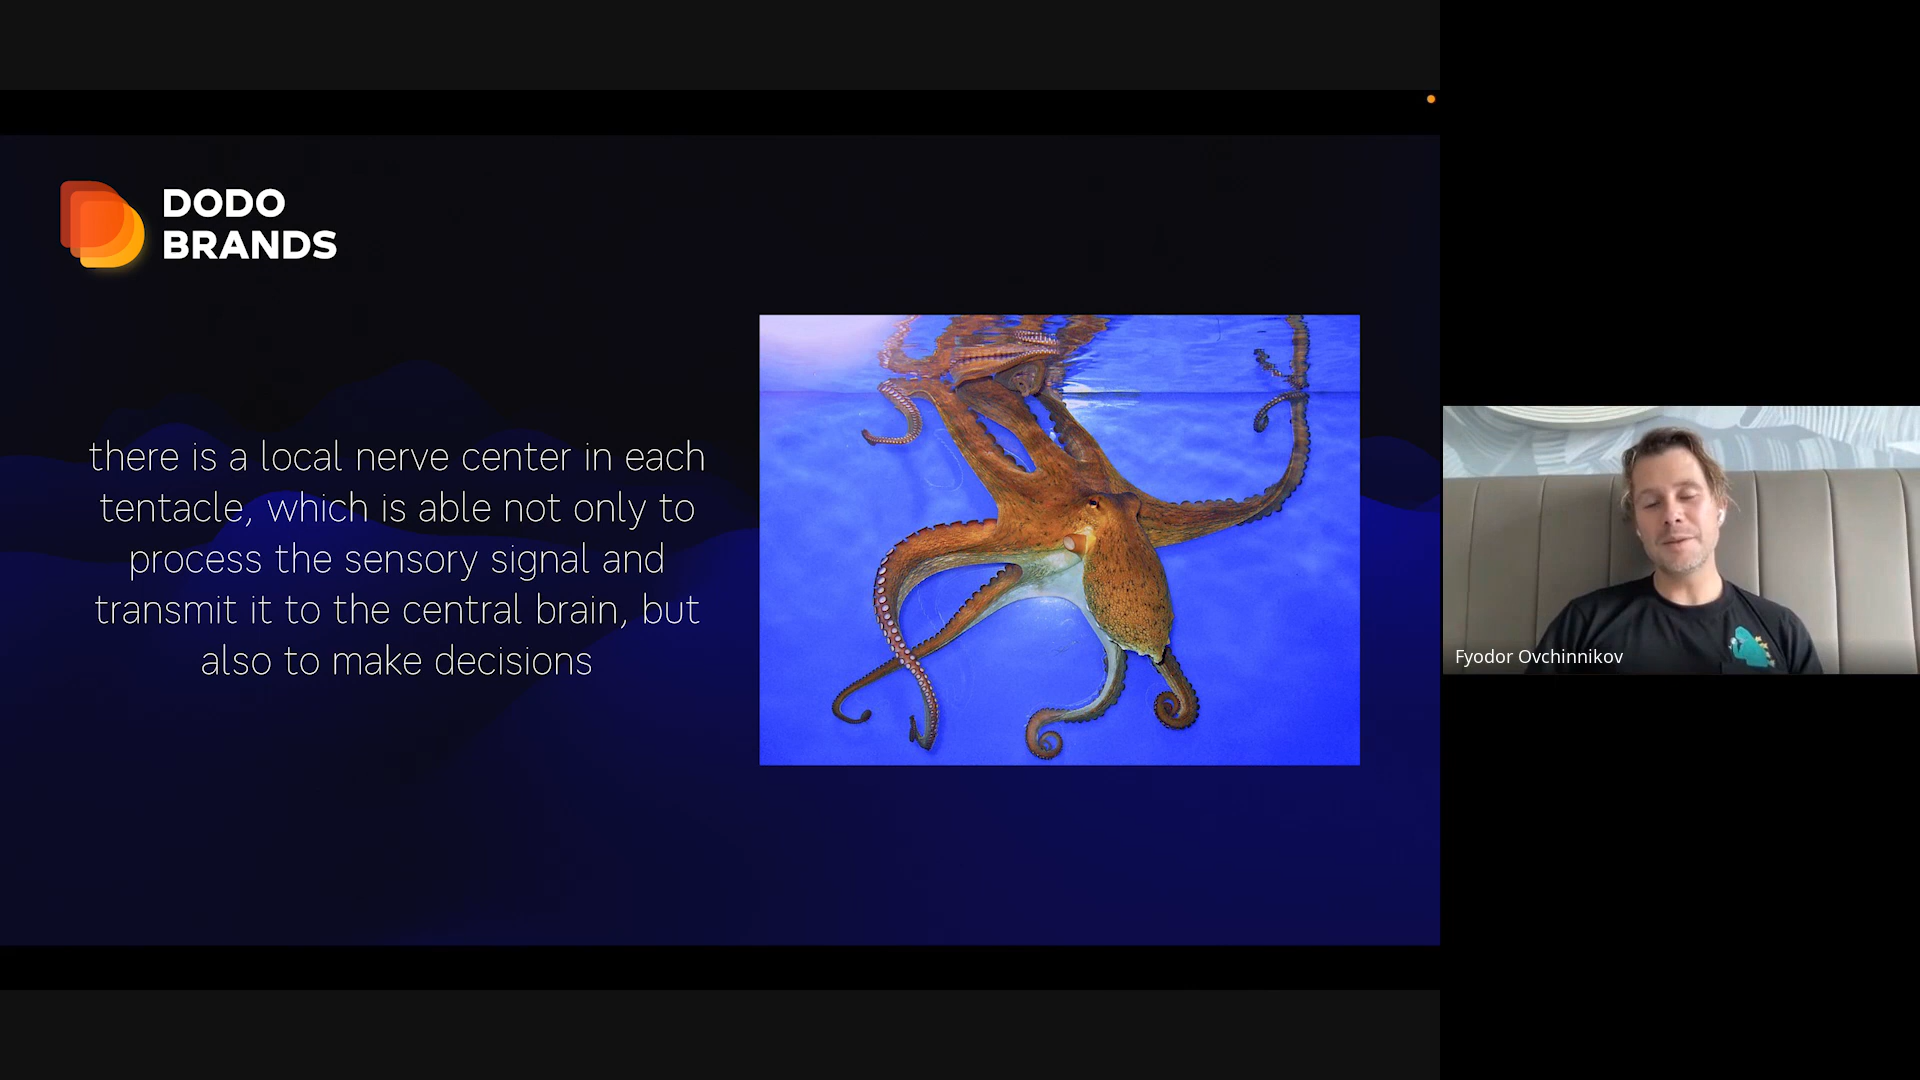 DODO
BRANDS
there is a local nerve center in each
tentacle, which is able not only to
process the sensory signal and
transmit it to the central brain, but
also to make decisions
Fyodor Ovchinnikov